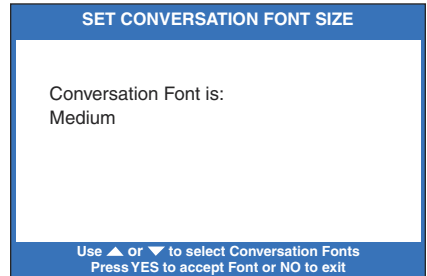 SET CONVERSATION FONT SIZE
Conversation Font is:
Medium
Use ▲ or ▼ to select Conversation Fonts
Press YES to accept Font or NO to exit